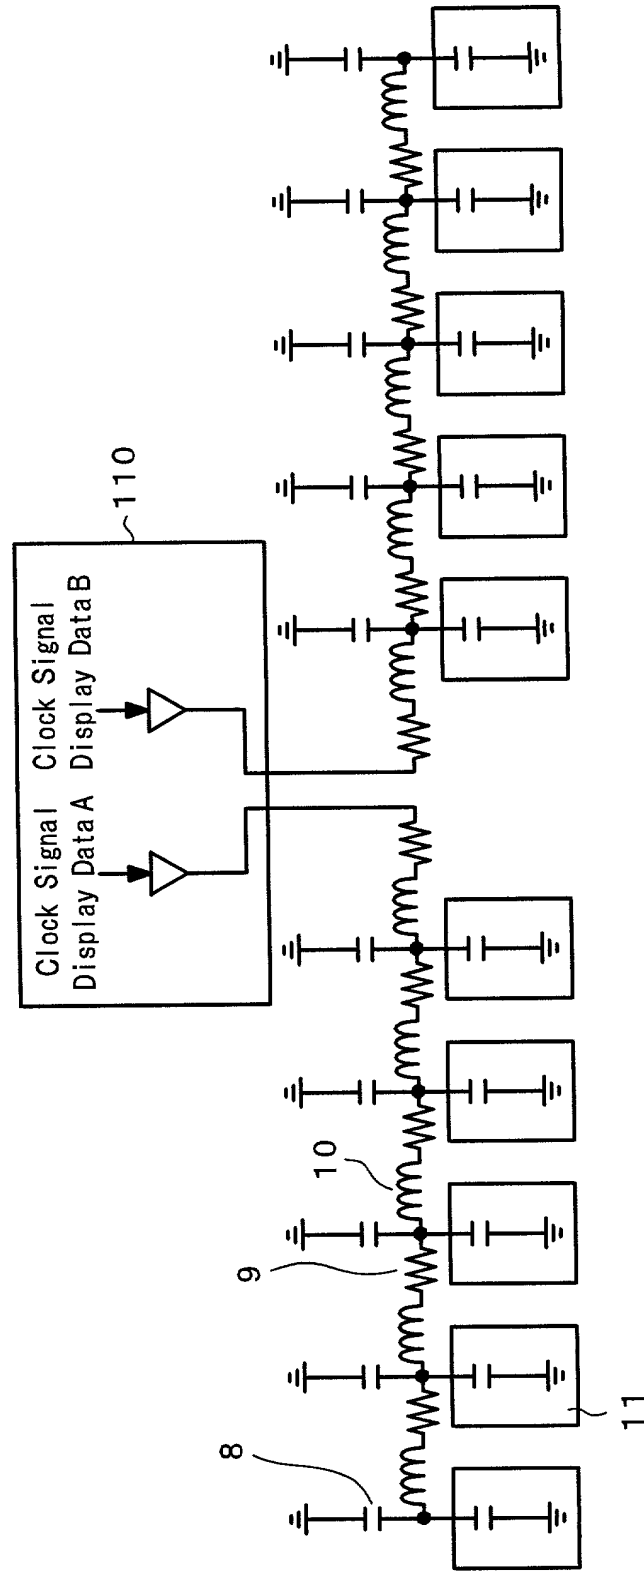 Clock Signal
Display Data A
Clock Signal
Display Data B
110
8
9
10
11